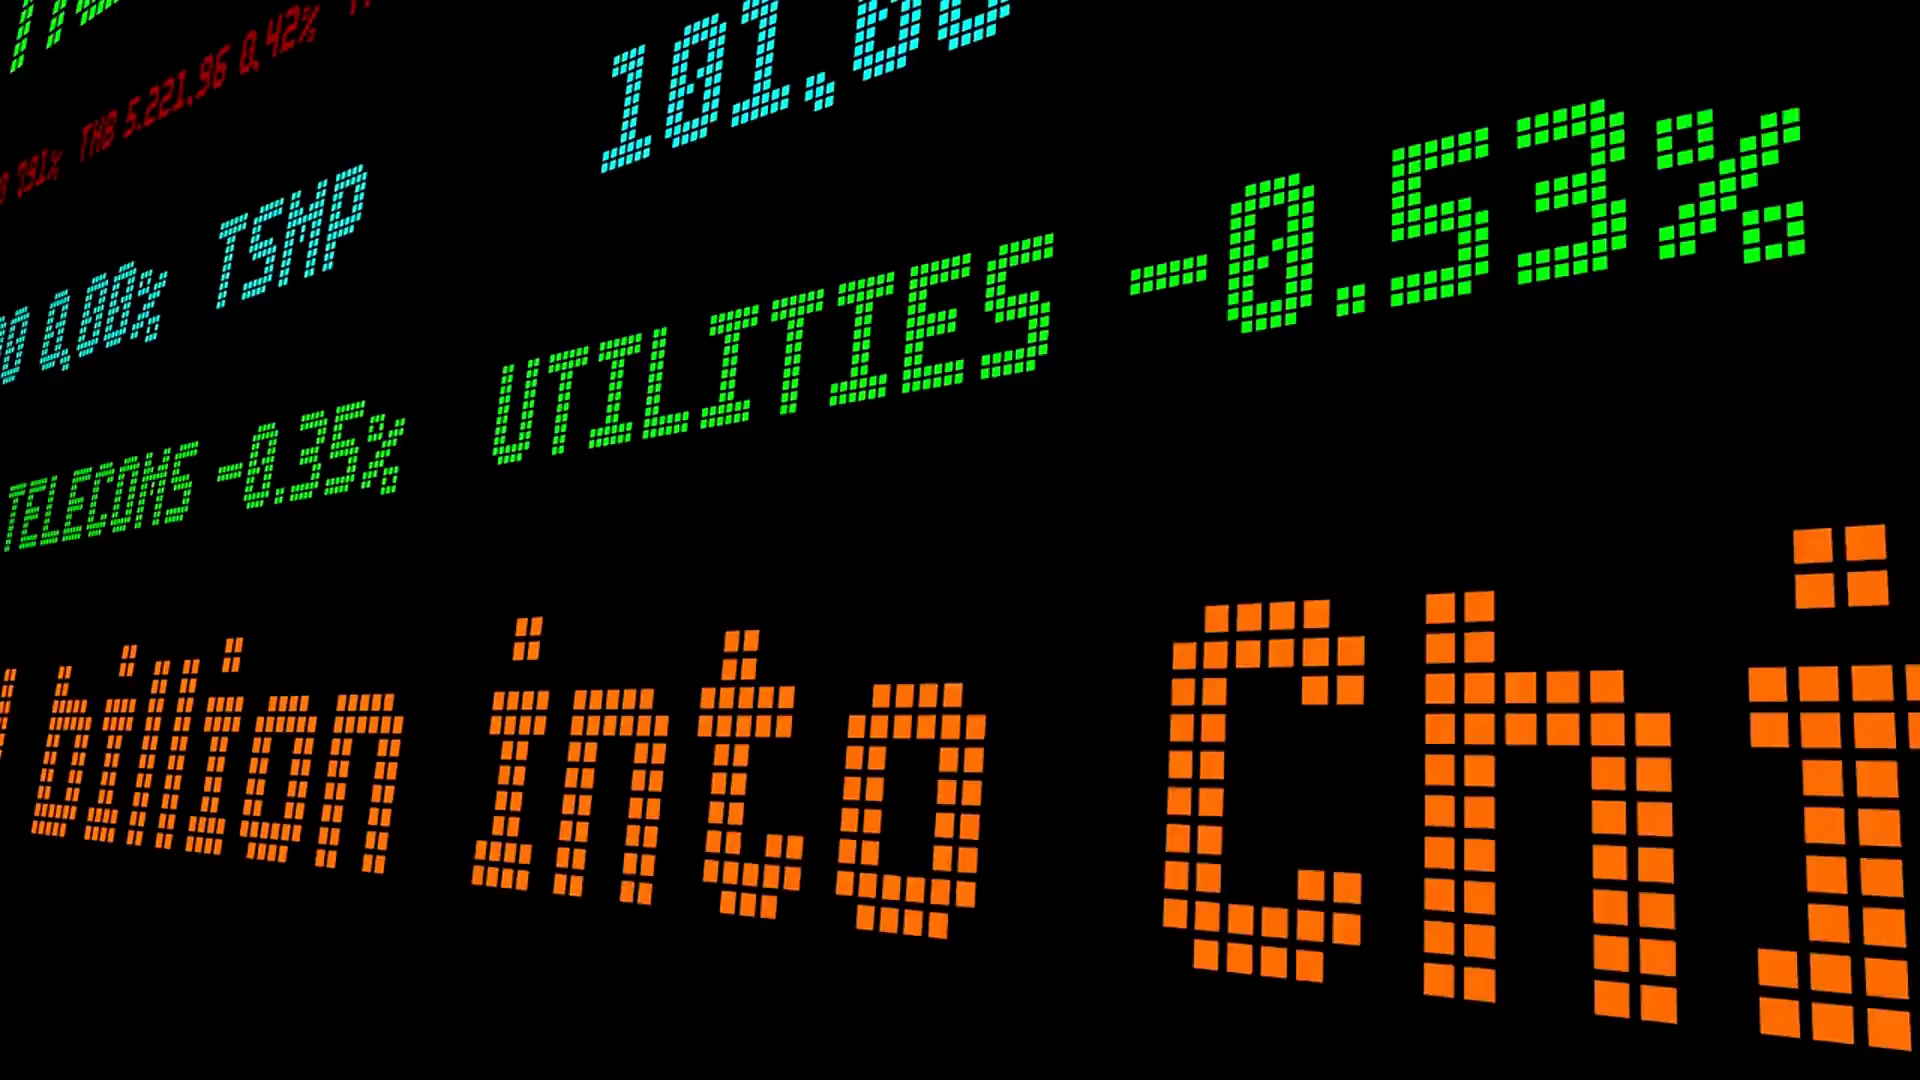 THB 5.221,96 0,42%
0,00% TSMP 101,00
TELECOMS -0.35% UTILITIES -0.53%
billion into Chi